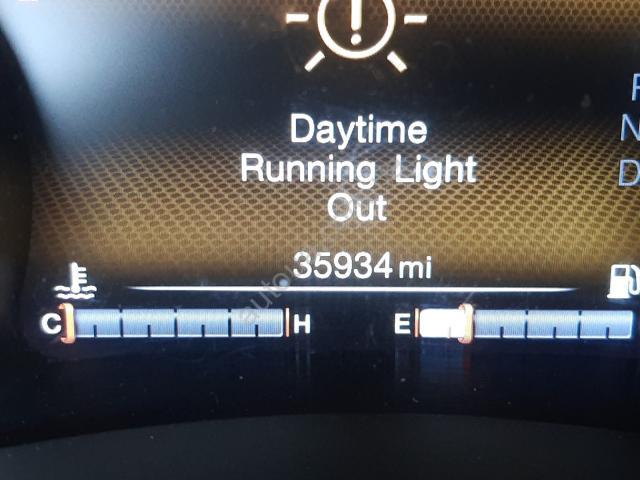 Daytime
Running Light
Out
35934 mi
C H E